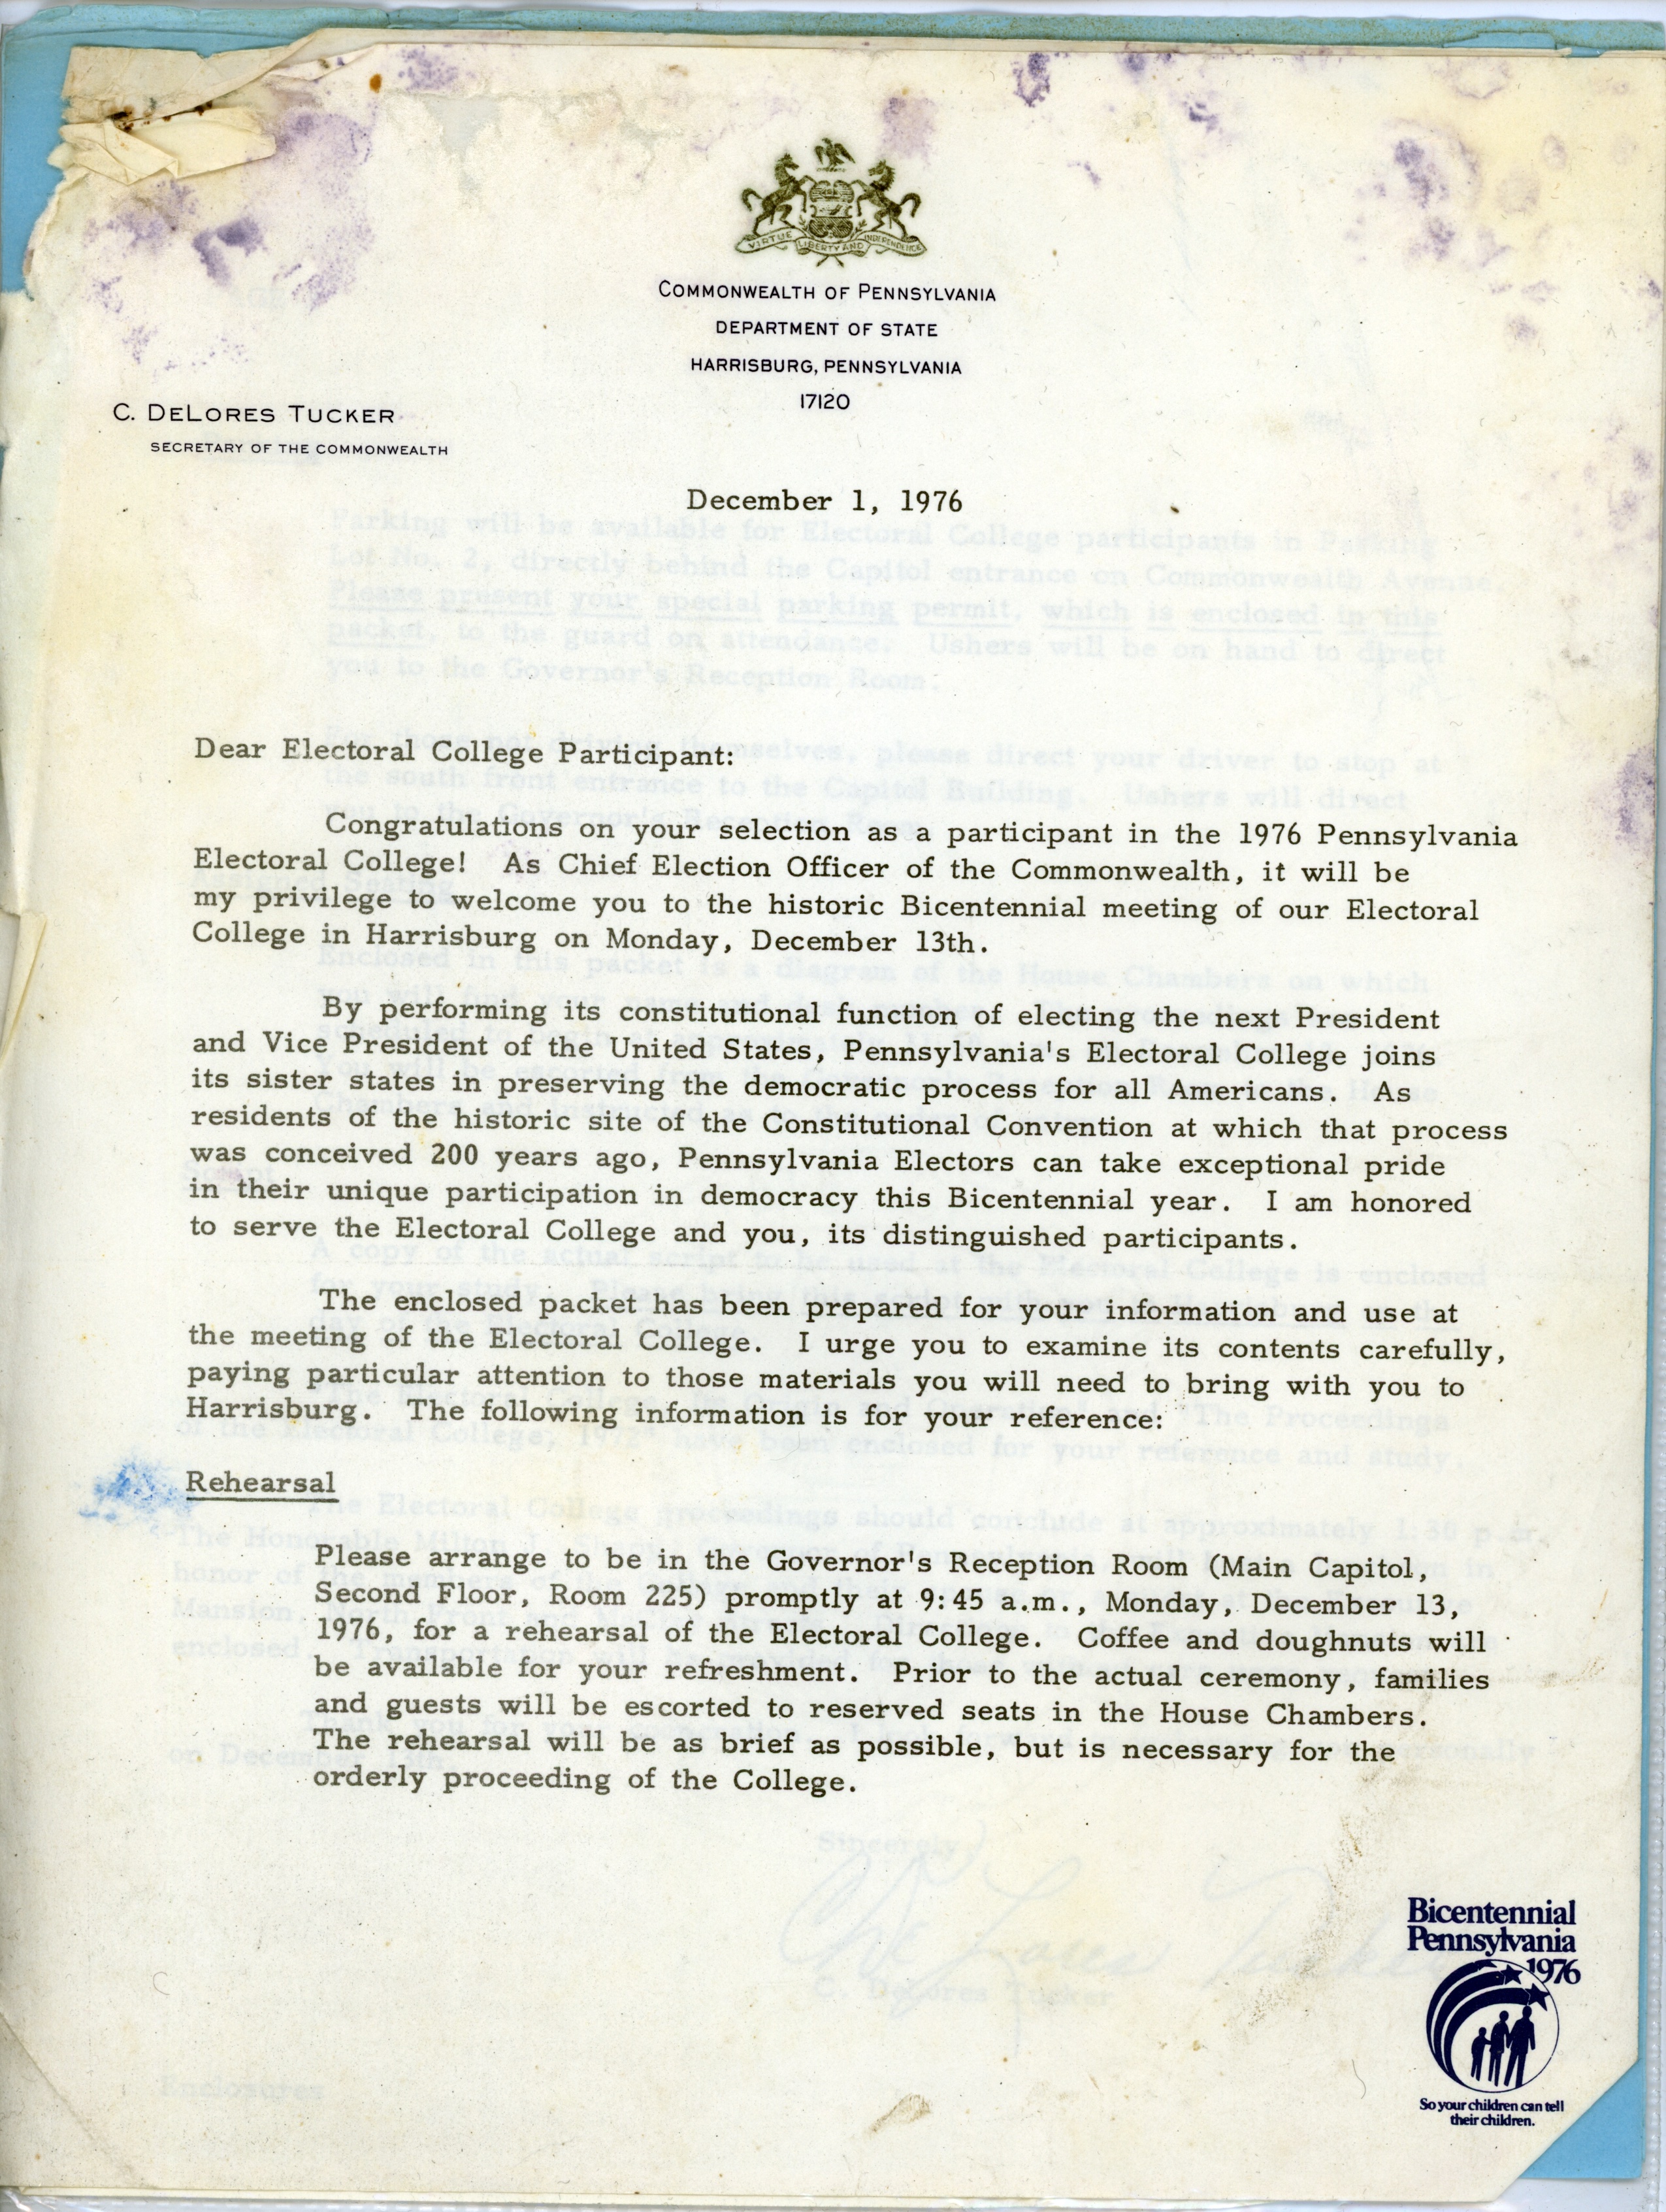 VIRTUE LIBERTY AND INDEPENDENCE
COMMONWEALTH OF PENNSYLVANIA
DEPARTMENT OF STATE
HARRISBURG, PENNSYLVANIA
17120
C. DELORES TUCKER
SECRETARY OF THE COMMONWEALTH
December 1, 1976
Dear Electoral College Participant:
Congratulations on your selection as a participant in the 1976 Pennsylvania
Electoral College! As Chief Election Officer of the Commonwealth, it will be
my privilege to welcome you to the historic Bicentennial meeting of our Electoral
College in Harrisburg on Monday, December 13th.
By performing its constitutional function of electing the next President
and Vice President of the United States, Pennsylvania's Electoral College joins
its sister states in preserving the democratic process for all Americans. As
residents of the historic site of the Constitutional Convention at which that process
was conceived 200 years ago, Pennsylvania Electors can take exceptional pride
in their unique participation in democracy this Bicentennial year. I am honored
to serve the Electoral College and you, its distinguished participants.
The enclosed packet has been prepared for your information and use at
the meeting of the Electoral College. I urge you to examine its contents carefully,
paying particular attention to those materials you will need to bring with you to
Harrisburg. The following information is for your reference:
Rehearsal
Please arrange to be in the Governor's Reception Room (Main Capitol,
Second Floor, Room 225) promptly at 9:45 a.m., Monday, December 13,
1976, for a rehearsal of the Electoral College. Coffee and doughnuts will
be available for your refreshment. Prior to the actual ceremony, families
and guests will be escorted to reserved seats in the House Chambers.
The rehearsal will be as brief as possible, but is necessary for the
orderly proceeding of the College.
Bicentennial
Pennsylvania
1976
So your children can tell
their children.